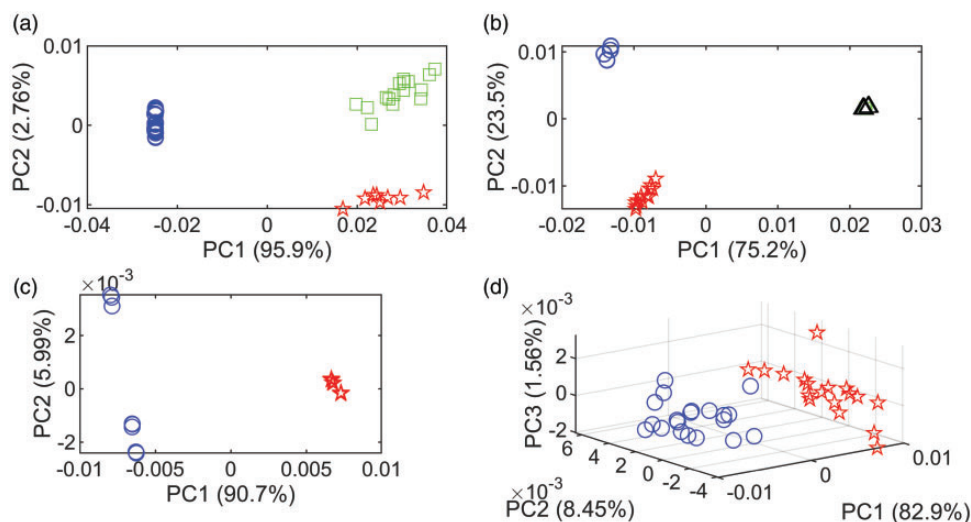 (a)
0.01
0
-0.01
PC2 (2.76%)
-0.04 -0.02 0 0.02 0.04
PC1 (95.9%)
(b)
0.01
0
-0.01
PC2 (23.5%)
-0.02 -0.01 0 0.01 0.02 0.03
PC1 (75.2%)
(c)
×10⁻³
2
0
-2
PC2 (5.99%)
-0.01 -0.005 0 0.005 0.01
PC1 (90.7%)
(d)
×10⁻³
2
0
-2
PC3 (1.56%)
6 4 2 0 -2 -4
×10⁻³
PC2 (8.45%)
-0.01 0 0.01
PC1 (82.9%)